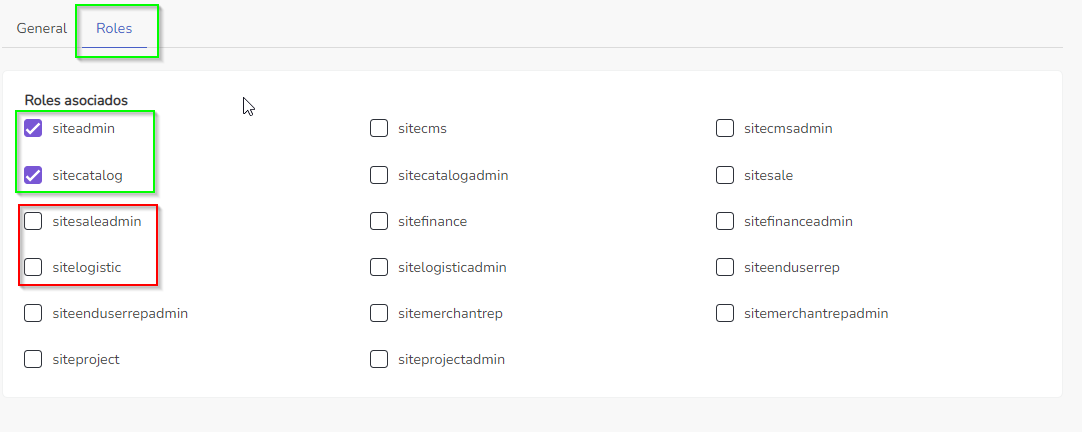 General Roles
Roles asociados
siteadmin sitecms sitecmsadmin
sitecatalog sitecatalogadmin sitesale
sitesaleadmin sitefinance sitefinanceadmin
sitelogistic sitelogisticadmin siteenduserrep
siteenduserrepadmin sitemerchantrep sitemerchantrepadmin
siteproject siteprojectadmin